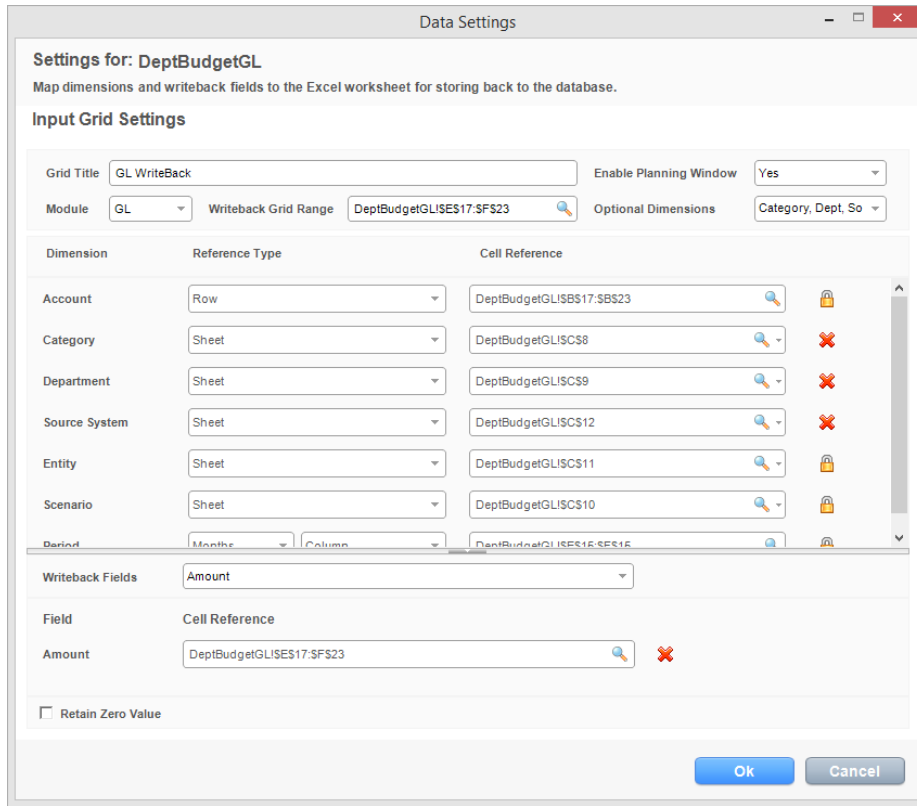 Data Settings
Settings for: DeptBudgetGL
Map dimensions and writeback fields to the Excel worksheet for storing back to the database.
Input Grid Settings
Grid Title GL WriteBack Enable Planning Window Yes
Module GL Writeback Grid Range DeptBudgetGL!$E$17:$F$23 Optional Dimensions Category, Dept, So
Dimension Reference Type Cell Reference
Account Row DeptBudgetGL!$B$17:$B$23
Category Sheet DeptBudgetGL!$C$8
Department Sheet DeptBudgetGL!$C$9
Source System Sheet DeptBudgetGL!$C$12
Entity Sheet DeptBudgetGL!$C$11
Scenario Sheet DeptBudgetGL!$C$10
Period Months Column
Writeback Fields Amount
Field Cell Reference
Amount DeptBudgetGL!$E$17:$F$23
Retain Zero Value
Ok Cancel